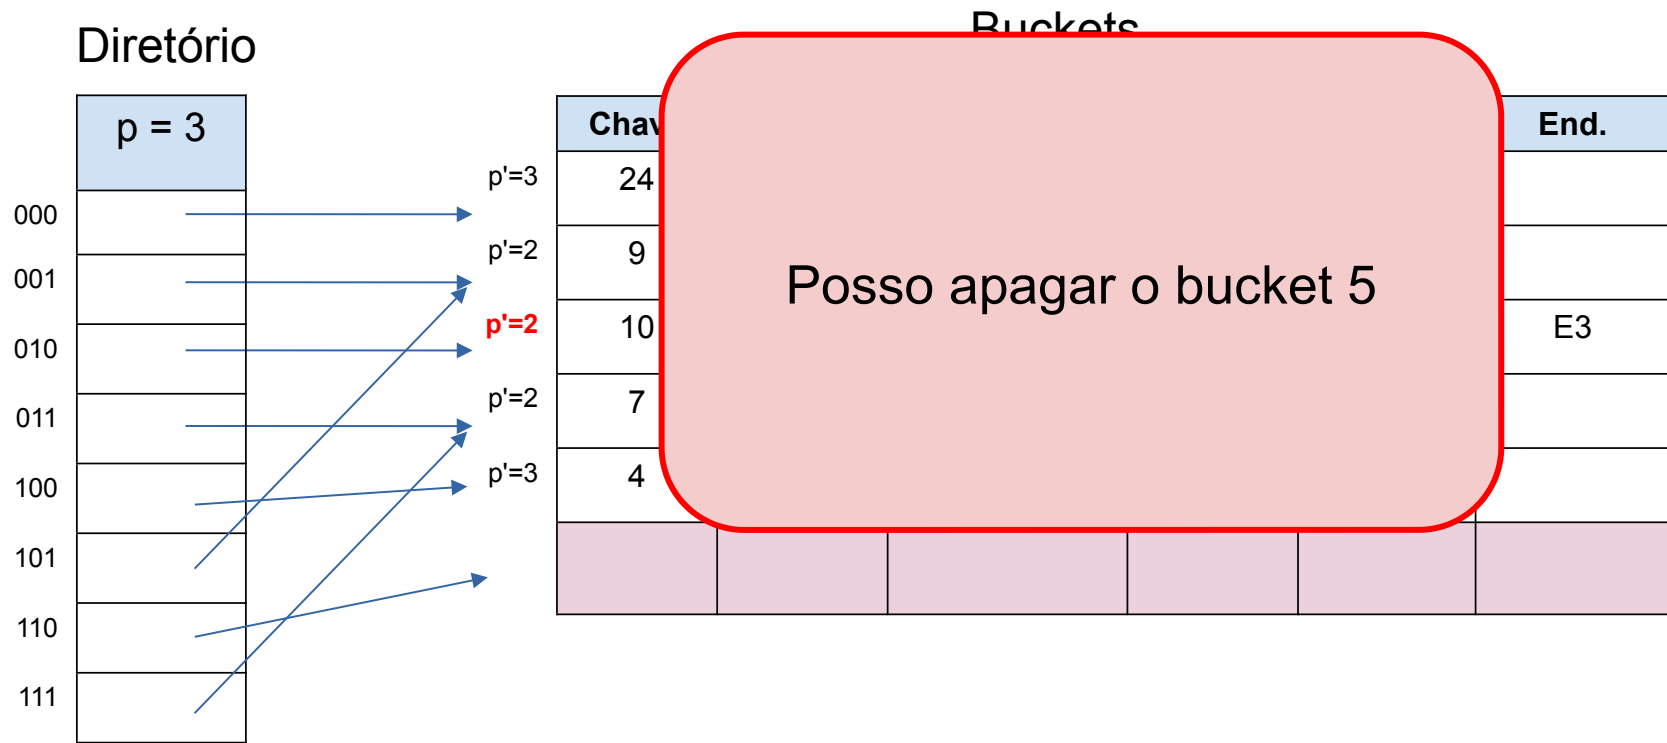 Diretório
Buckets
p = 3
000
001
010
011
100
101
110
111
Chav
End.
p'=3
24
p'=2
9
p'=2
10
E3
p'=2
7
p'=3
4
Posso apagar o bucket 5